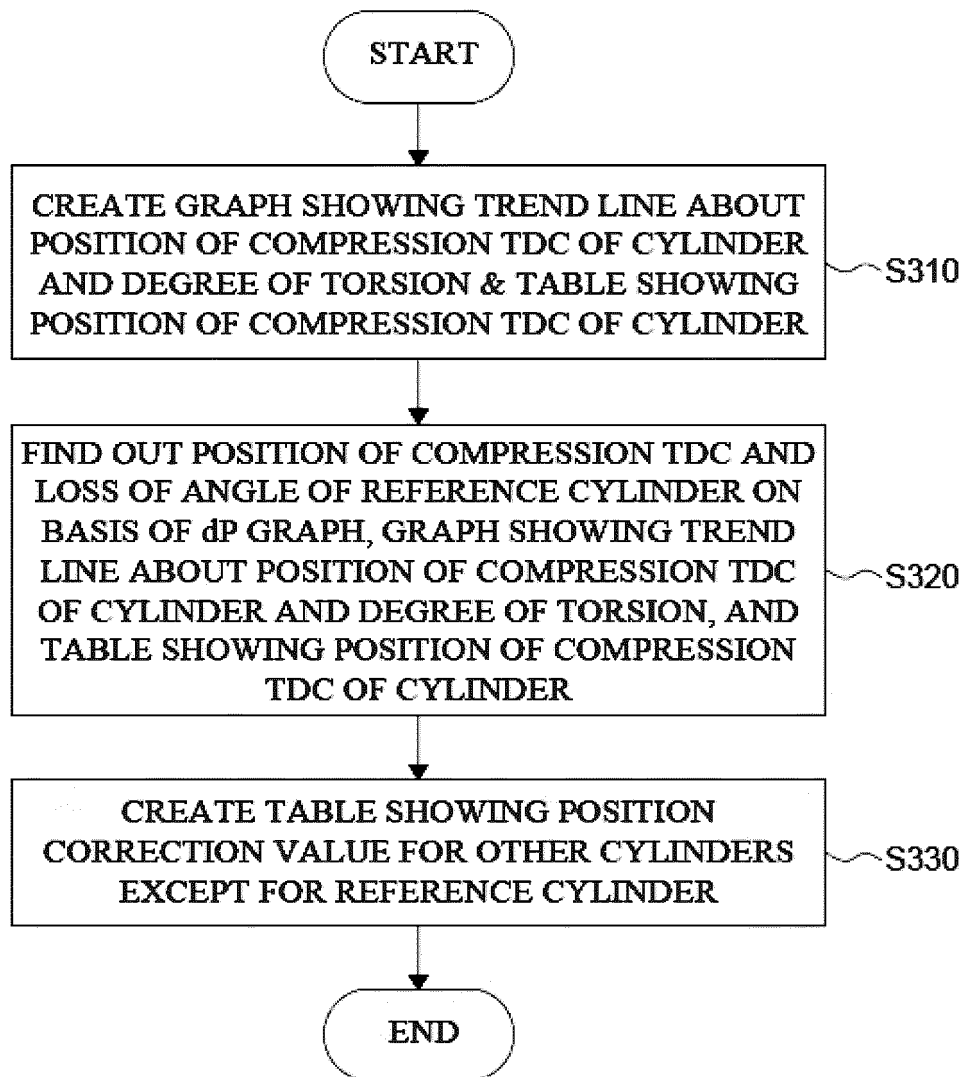 START
CREATE GRAPH SHOWING TREND LINE ABOUT
POSITION OF COMPRESSION TDC OF CYLINDER
AND DEGREE OF TORSION & TABLE SHOWING
POSITION OF COMPRESSION TDC OF CYLINDER
S310
FIND OUT POSITION OF COMPRESSION TDC AND
LOSS OF ANGLE OF REFERENCE CYLINDER ON
BASIS OF dP GRAPH, GRAPH SHOWING TREND
LINE ABOUT POSITION OF COMPRESSION TDC
OF CYLINDER AND DEGREE OF TORSION, AND
TABLE SHOWING POSITION OF COMPRESSION
TDC OF CYLINDER
S320
CREATE TABLE SHOWING POSITION
CORRECTION VALUE FOR OTHER CYLINDERS
EXCEPT FOR REFERENCE CYLINDER
S330
END